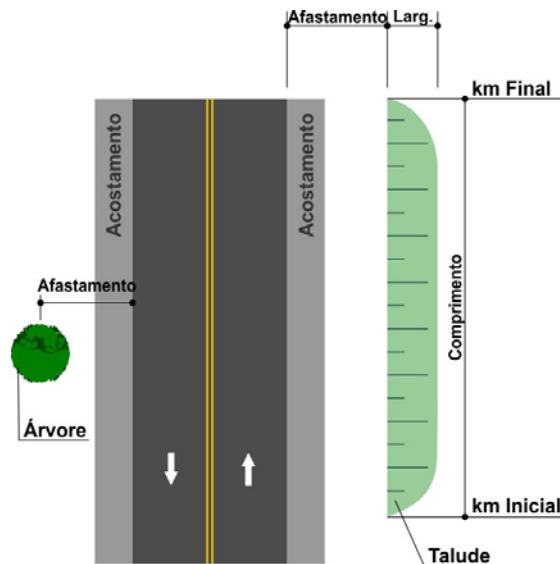 Afastamento Larg.
km Final
Acostamento
Acostamento
Afastamento
Comprimento
Árvore
km Inicial
Talude